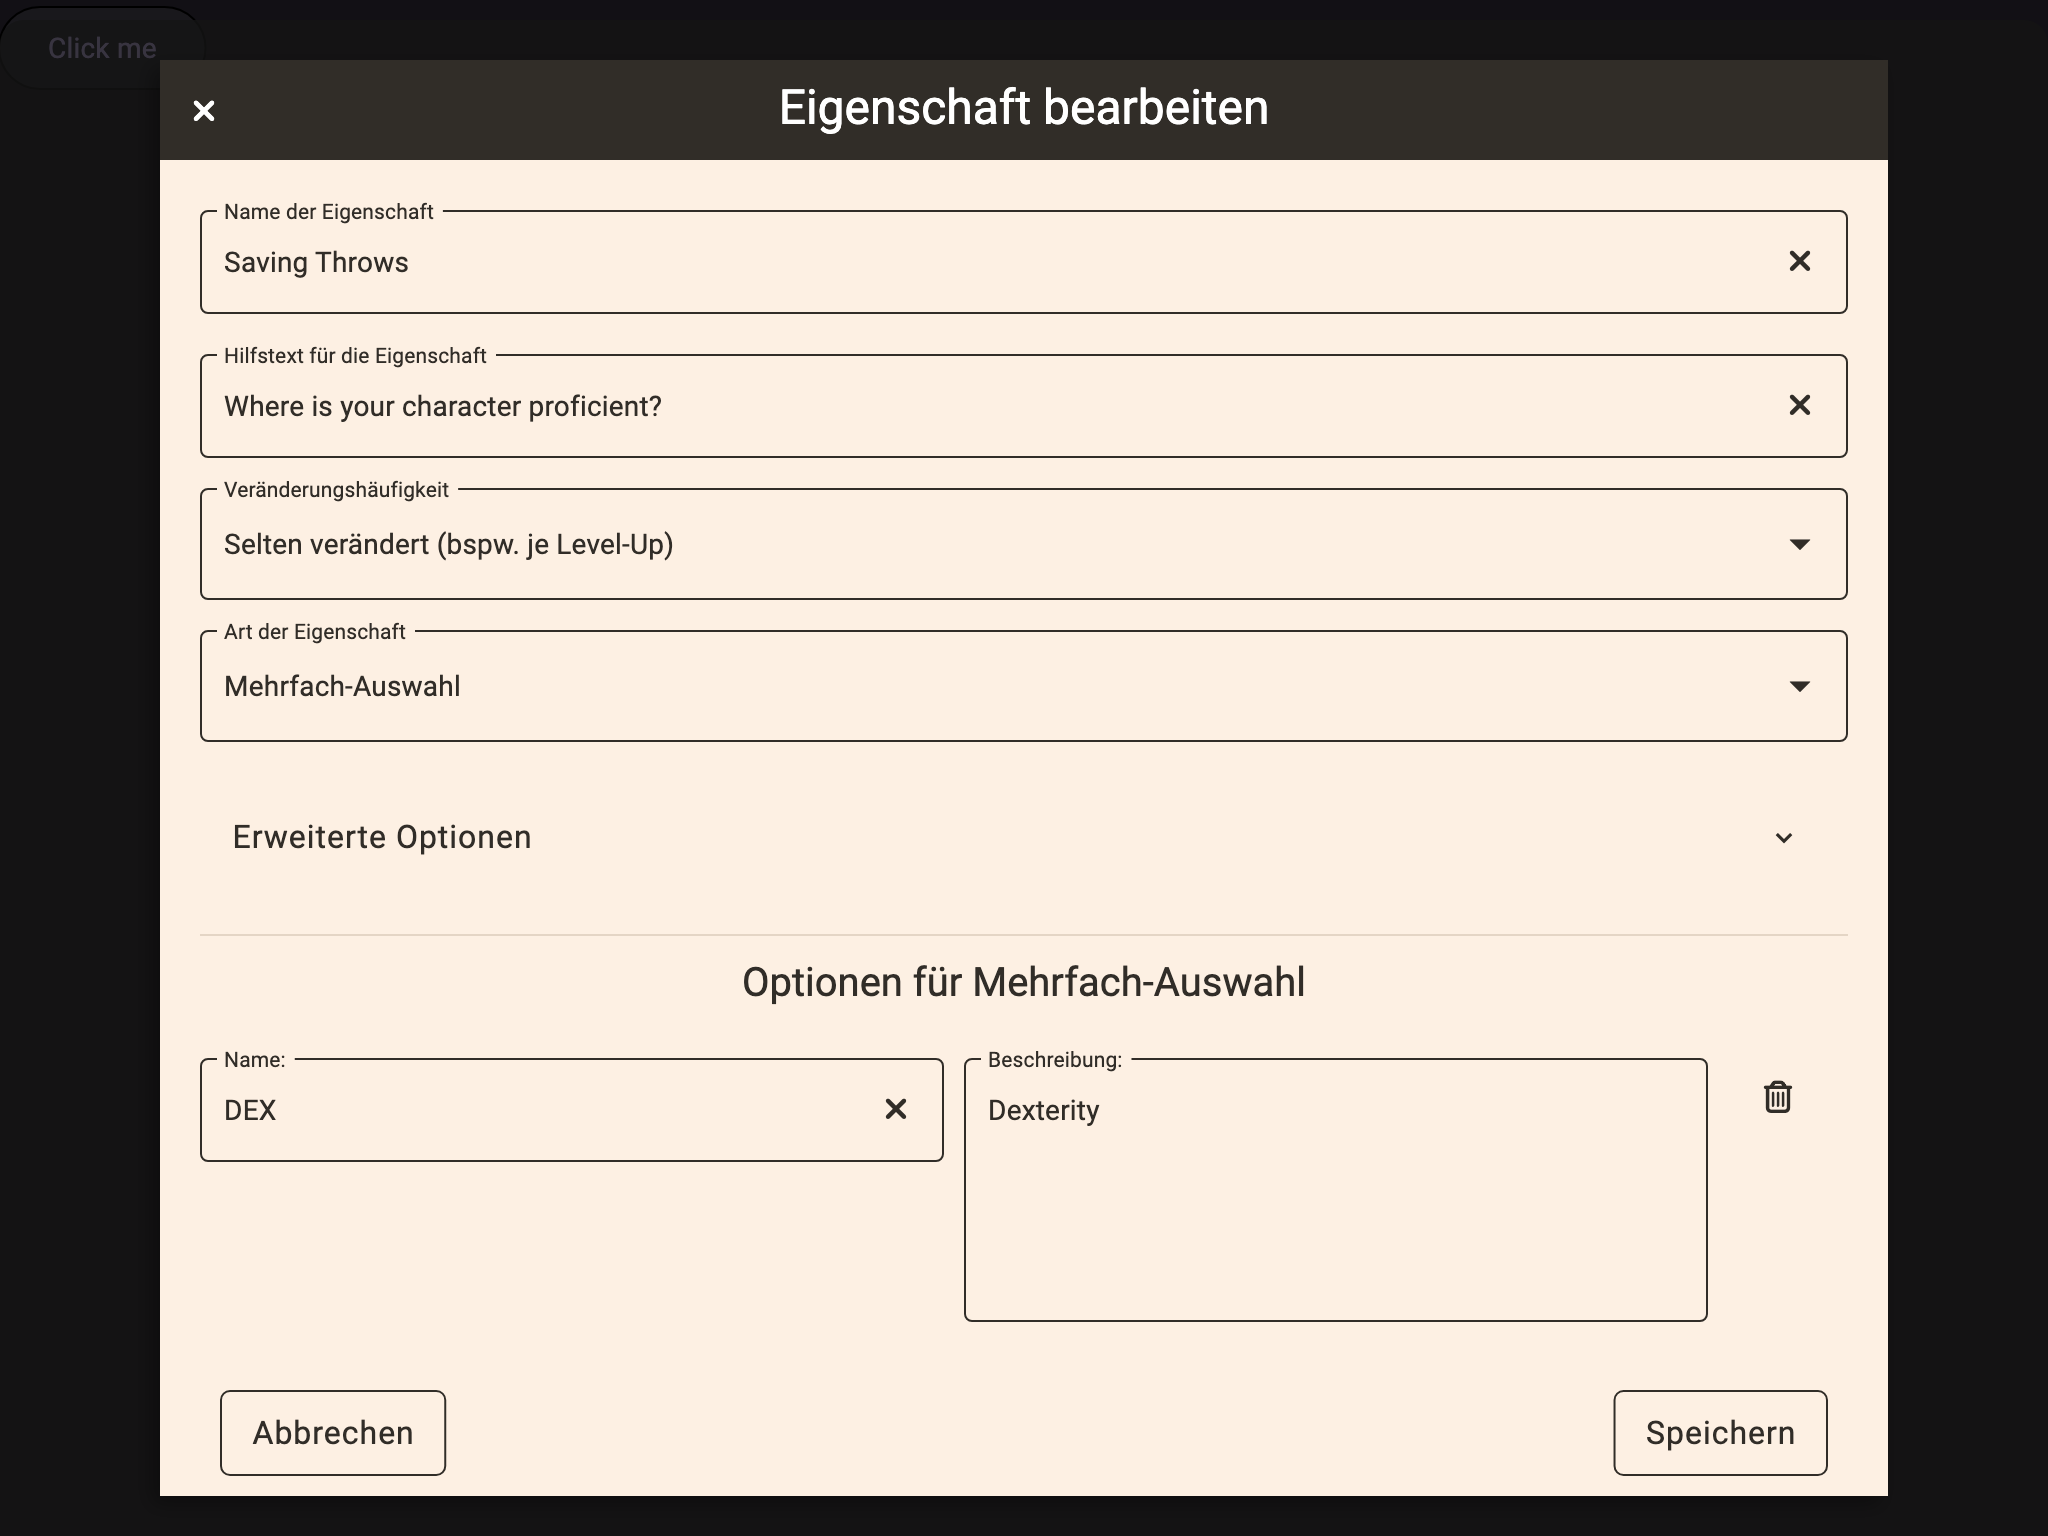 Click me
Eigenschaft bearbeiten
Name der Eigenschaft
Saving Throws
Hilfstext für die Eigenschaft
Where is your character proficient?
Veränderungshäufigkeit
Selten verändert (bspw. je Level-Up)
Art der Eigenschaft
Mehrfach-Auswahl
Erweiterte Optionen
Optionen für Mehrfach-Auswahl
Name:
DEX
Beschreibung:
Dexterity
Abbrechen
Speichern